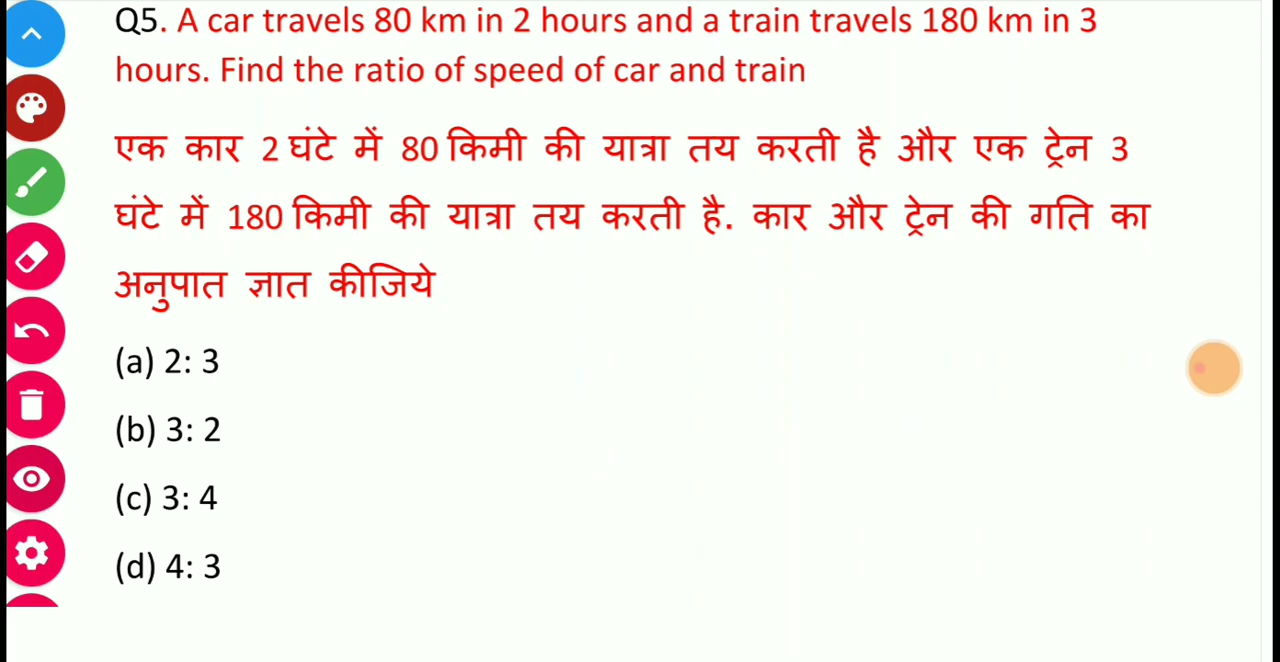 Q5. A car travels 80 km in 2 hours and a train travels 180 km in 3
hours. Find the ratio of speed of car and train
एक कार 2 घंटे में 80 किमी की यात्रा तय करती है और एक ट्रेन 3
घंटे में 180 किमी की यात्रा तय करती है. कार और ट्रेन की गति का
अनुपात ज्ञात कीजिये
(a) 2: 3
(b) 3: 2
(c) 3: 4
(d) 4: 3